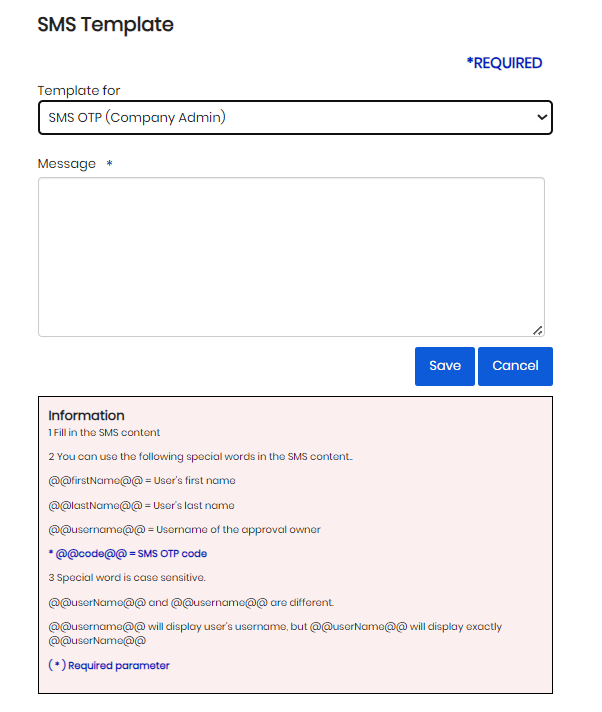 SMS Template
*REQUIRED
Template for
SMS OTP (Company Admin)
Message *
Save Cancel
Information
1 Fill in the SMS content
2 You can use the following special words in the SMS content..
@@firstName@@ = User's first name
@@lastName@@ = User's last name
@@username@@ = Username of the approval owner
* @@code@@ = SMS OTP code
3 Special word is case sensitive.
@@userName@@ and @@username@@ are different.
@@username@@ will display user's username, but @@userName@@ will display exactly
@@userName@@
( * ) Required parameter